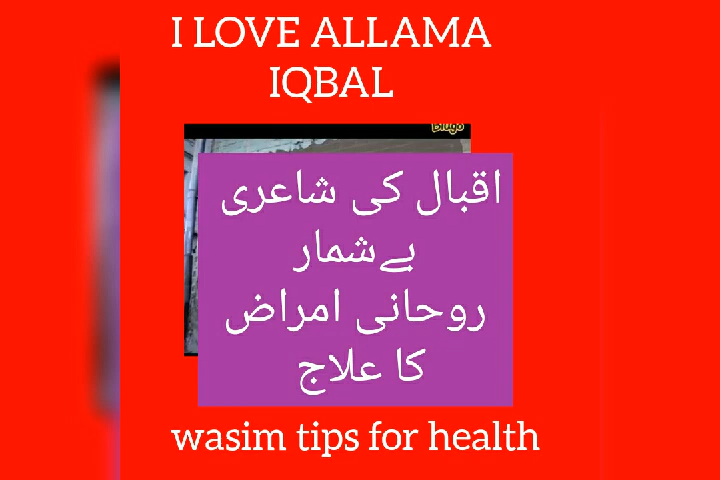 I LOVE ALLAMA
IQBAL
اقبال کی شاعری
بےشمار
روحانی امراض
کا علاج
wasim tips for health